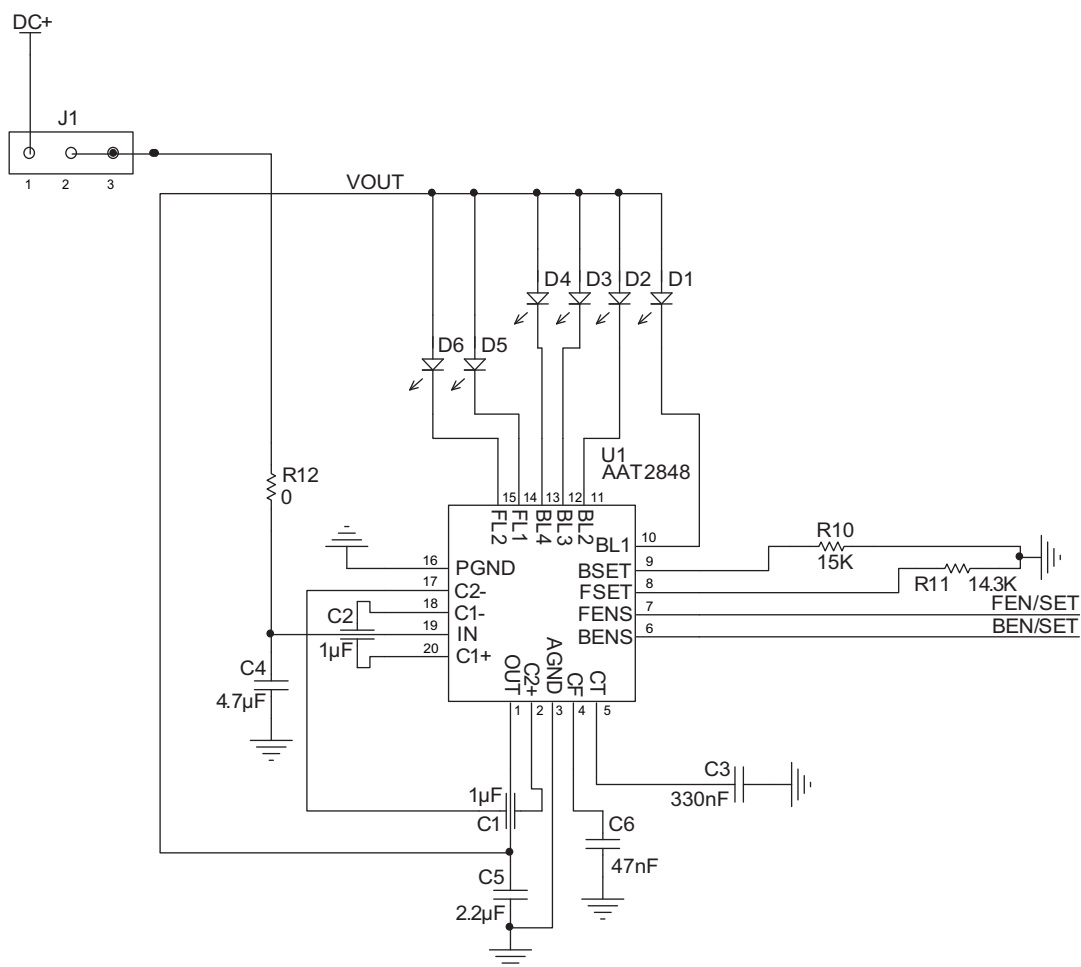 DC+
J1
1 2 3
VOUT
D4 D3 D2 D1
D6 D5
U1
AAT2848
R12
0
15 14 13 12 11
FL2 FL1 BL4 BL3 BL2
BL1 10
BSET 9
FSET 8
FENS 7
BENS 6
R10
15K
R11 14.3K
FEN/SET
BEN/SET
16 PGND
17 C2-
18 C1-
19 IN
20 C1+
C2
1µF
C4
4.7µF
OUT C2+ AGND CF CT
1 2 3 4 5
C3
330nF
1µF
C1
C6
47nF
C5
2.2µF